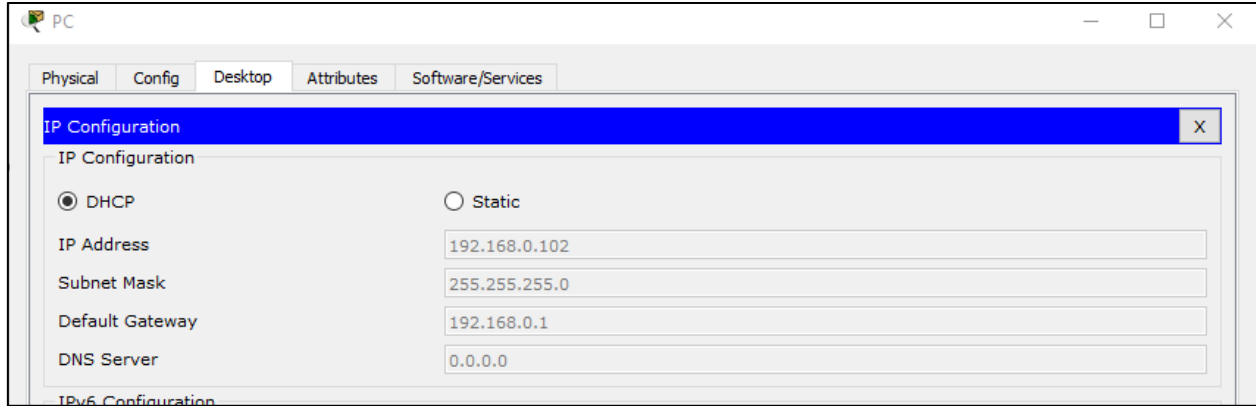 PC
Physical Config Desktop Attributes Software/Services
IP Configuration X
IP Configuration
DHCP Static
IP Address 192.168.0.102
Subnet Mask 255.255.255.0
Default Gateway 192.168.0.1
DNS Server 0.0.0.0
IPv6 Configuration